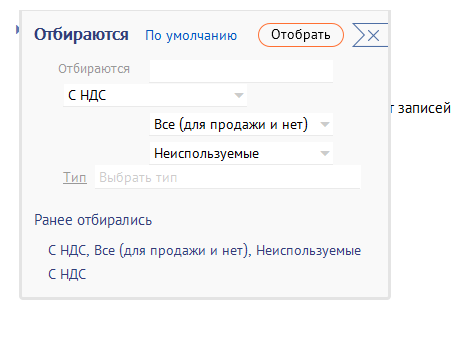 Отбираются По умолчанию Отобрать
Отбираются
С НДС
т записей
Все (для продажи и нет)
Неиспользуемые
Тип Выбрать тип
Ранее отбирались
С НДС, Все (для продажи и нет), Неиспользуемые
С НДС